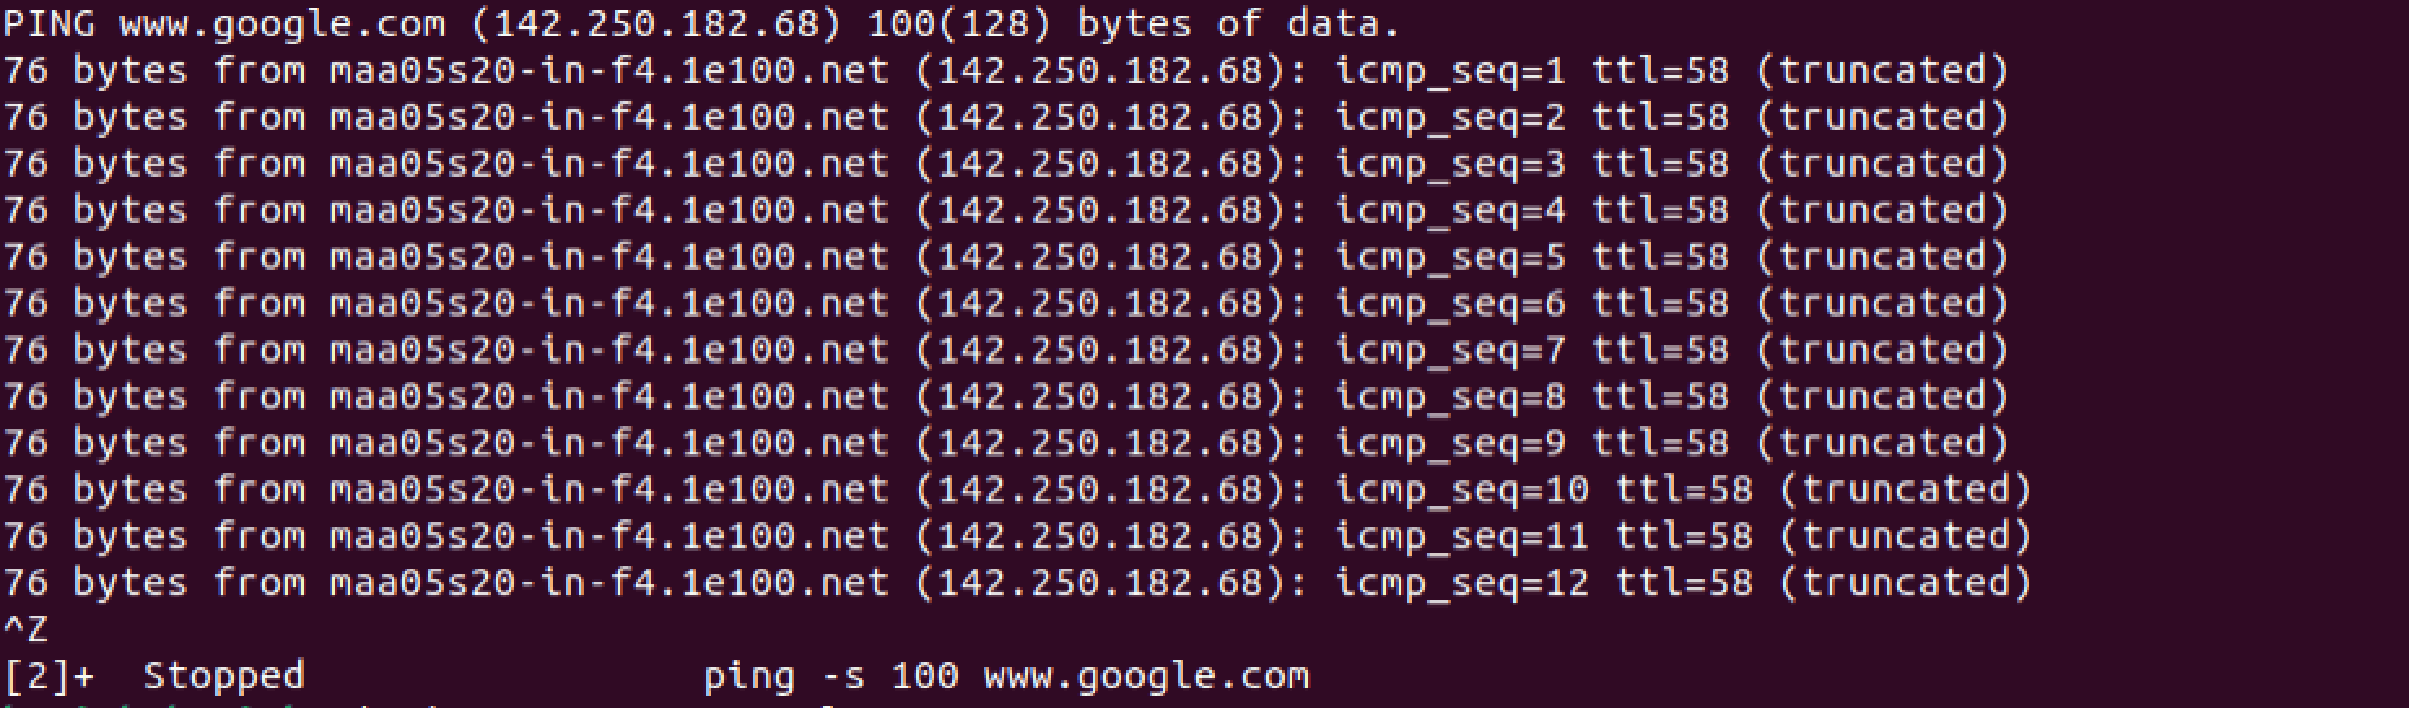 PING www.google.com (142.250.182.68) 100(128) bytes of data.
76 bytes from maa05s20-in-f4.1e100.net (142.250.182.68): icmp_seq=1 ttl=58 (truncated)
76 bytes from maa05s20-in-f4.1e100.net (142.250.182.68): icmp_seq=2 ttl=58 (truncated)
76 bytes from maa05s20-in-f4.1e100.net (142.250.182.68): icmp_seq=3 ttl=58 (truncated)
76 bytes from maa05s20-in-f4.1e100.net (142.250.182.68): icmp_seq=4 ttl=58 (truncated)
76 bytes from maa05s20-in-f4.1e100.net (142.250.182.68): icmp_seq=5 ttl=58 (truncated)
76 bytes from maa05s20-in-f4.1e100.net (142.250.182.68): icmp_seq=6 ttl=58 (truncated)
76 bytes from maa05s20-in-f4.1e100.net (142.250.182.68): icmp_seq=7 ttl=58 (truncated)
76 bytes from maa05s20-in-f4.1e100.net (142.250.182.68): icmp_seq=8 ttl=58 (truncated)
76 bytes from maa05s20-in-f4.1e100.net (142.250.182.68): icmp_seq=9 ttl=58 (truncated)
76 bytes from maa05s20-in-f4.1e100.net (142.250.182.68): icmp_seq=10 ttl=58 (truncated)
76 bytes from maa05s20-in-f4.1e100.net (142.250.182.68): icmp_seq=11 ttl=58 (truncated)
76 bytes from maa05s20-in-f4.1e100.net (142.250.182.68): icmp_seq=12 ttl=58 (truncated)
^Z
[2]+  Stopped                 ping -s 100 www.google.com